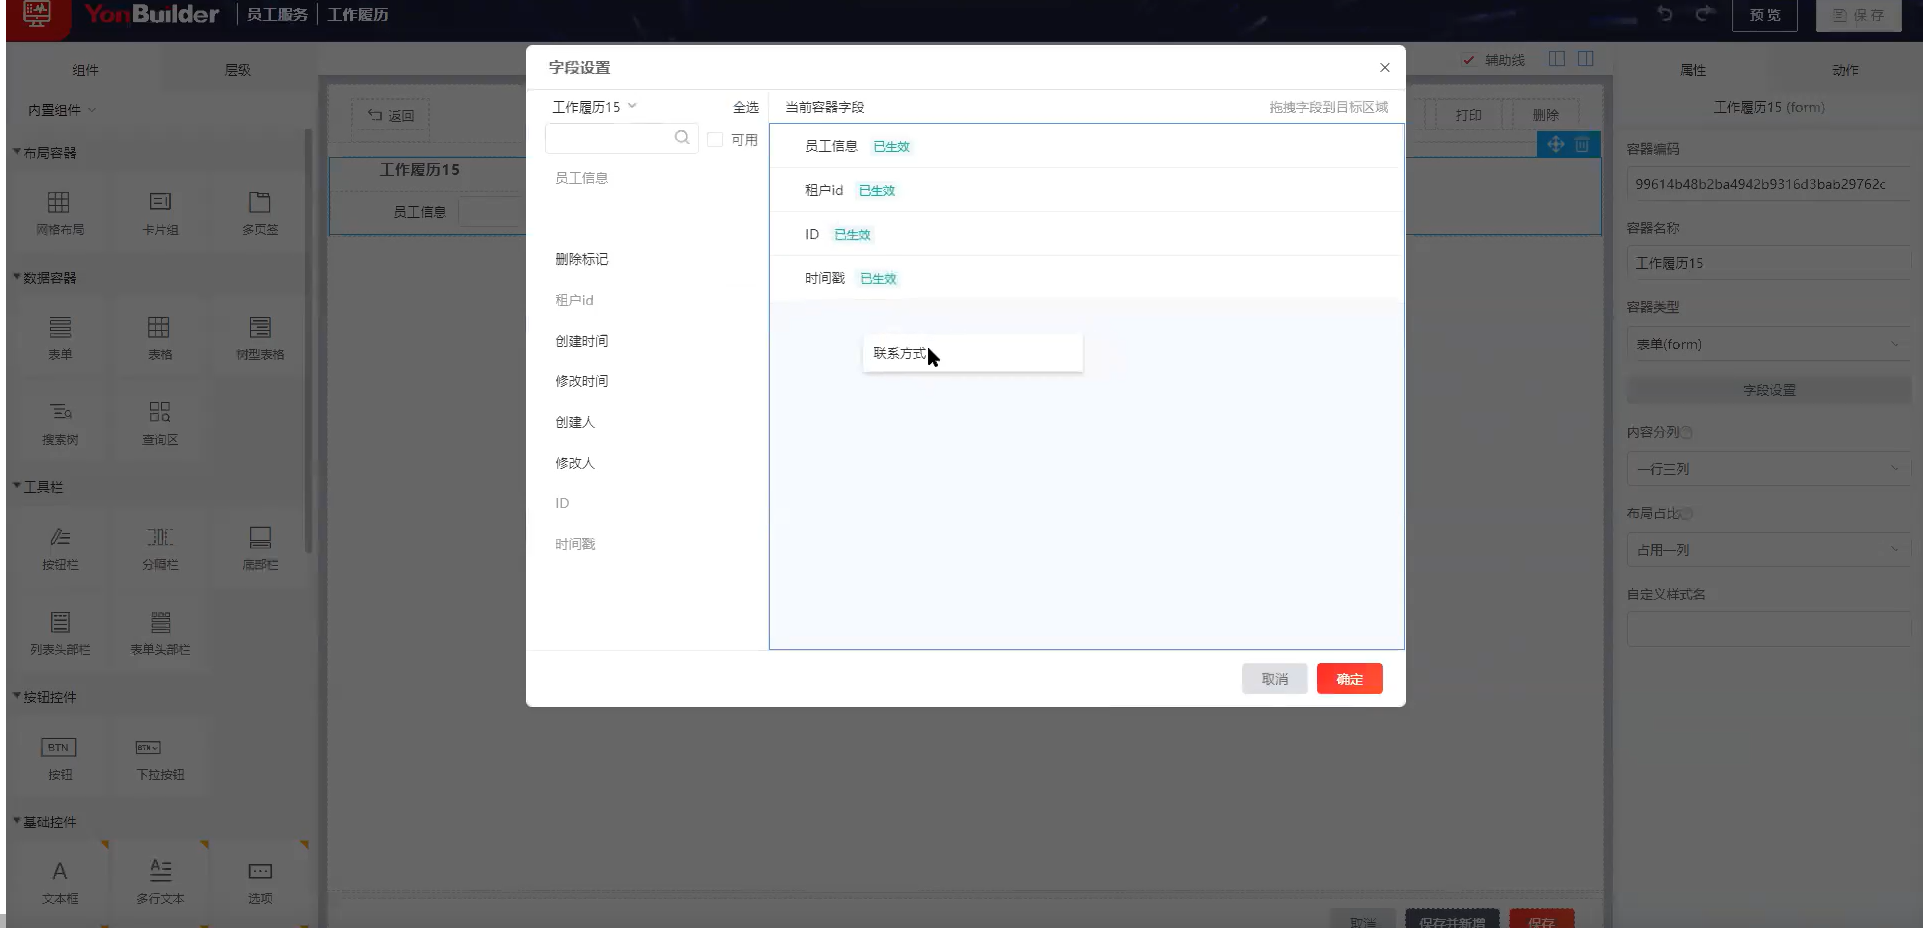 YonBuilder 员工服务 工作履历 预览 保存
组件 层级
内置组件
布局容器
网格布局 卡片组 多页签
数据容器
表单 表格 树型表格
搜索树 查询区
工具栏
按钮栏 分隔栏 底部栏
列表头部栏 表单头部栏
按钮控件
BTN BTN
按钮 下拉按钮
基础控件
文本框 多行文本 选项
辅助线
返回 打印 删除
工作履历15
员工信息
字段设置
工作履历15 全选
可用
员工信息
删除标记
租户id
创建时间
修改时间
创建人
修改人
ID
时间戳
当前容器字段 拖拽字段到目标区域
员工信息 已生效
租户id 已生效
ID 已生效
时间戳 已生效
联系方式
取消 确定
取消 保存并新增 保存
属性 动作
工作履历15 (form)
容器编码
99614b48b2ba4942b9316d3bab29762c
容器名称
工作履历15
容器类型
表单(form)
字段设置
内容分列
一行三列
布局占比
占用一列
自定义样式名